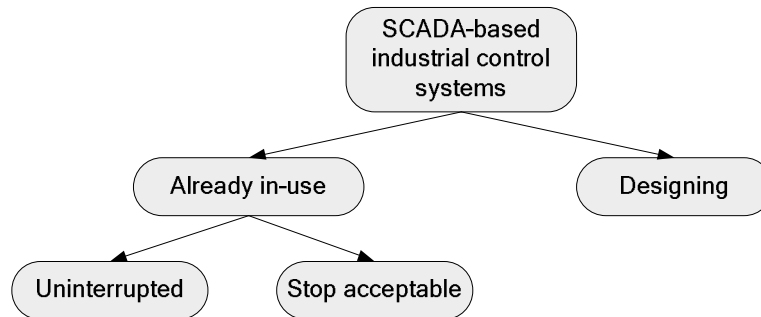 SCADA-based
industrial control
systems
Already in-use
Designing
Uninterrupted
Stop acceptable